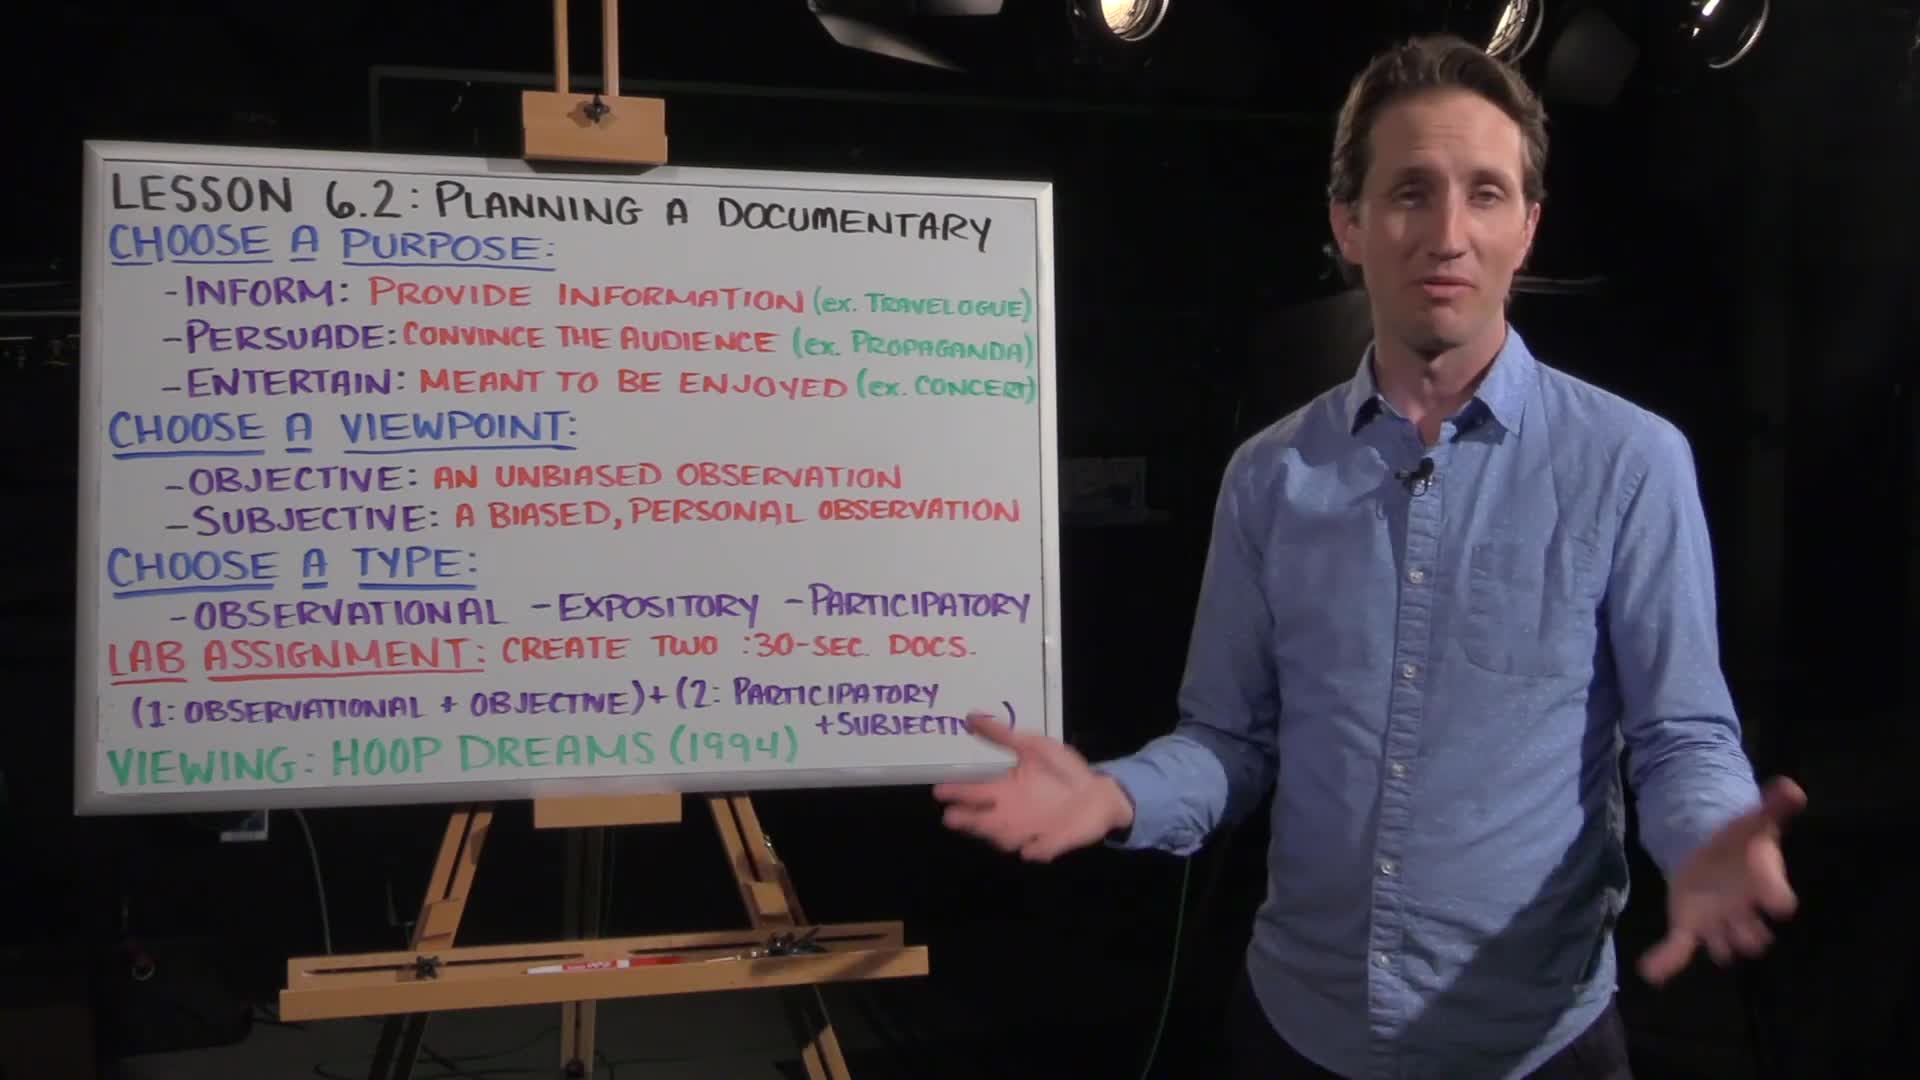 LESSON 6.2: PLANNING A DOCUMENTARY
CHOOSE A PURPOSE:
-INFORM: PROVIDE INFORMATION (ex. TRAVELOGUE)
-PERSUADE: CONVINCE THE AUDIENCE (ex. PROPAGANDA)
-ENTERTAIN: MEANT TO BE ENJOYED (ex. CONCERT)
CHOOSE A VIEWPOINT:
-OBJECTIVE: AN UNBIASED OBSERVATION
-SUBJECTIVE: A BIASED, PERSONAL OBSERVATION
CHOOSE A TYPE:
-OBSERVATIONAL -EXPOSITORY -PARTICIPATORY
LAB ASSIGNMENT: CREATE TWO :30-SEC. DOCS.
(1: OBSERVATIONAL + OBJECTIVE) + (2: PARTICIPATORY
+SUBJECTIVE)
VIEWING: HOOP DREAMS (1994)